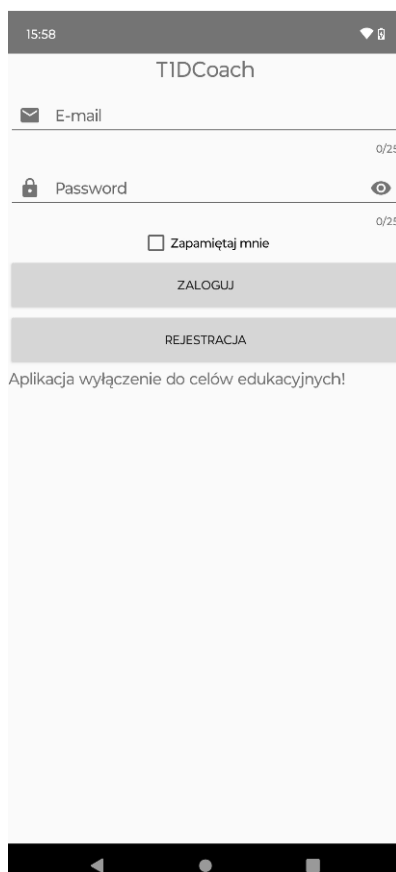 15:58
T1DCoach
E-mail
0/25
Password
0/25
Zapamiętaj mnie
ZALOGUJ
REJESTRACJA
Aplikacja wyłączenie do celów edukacyjnych!